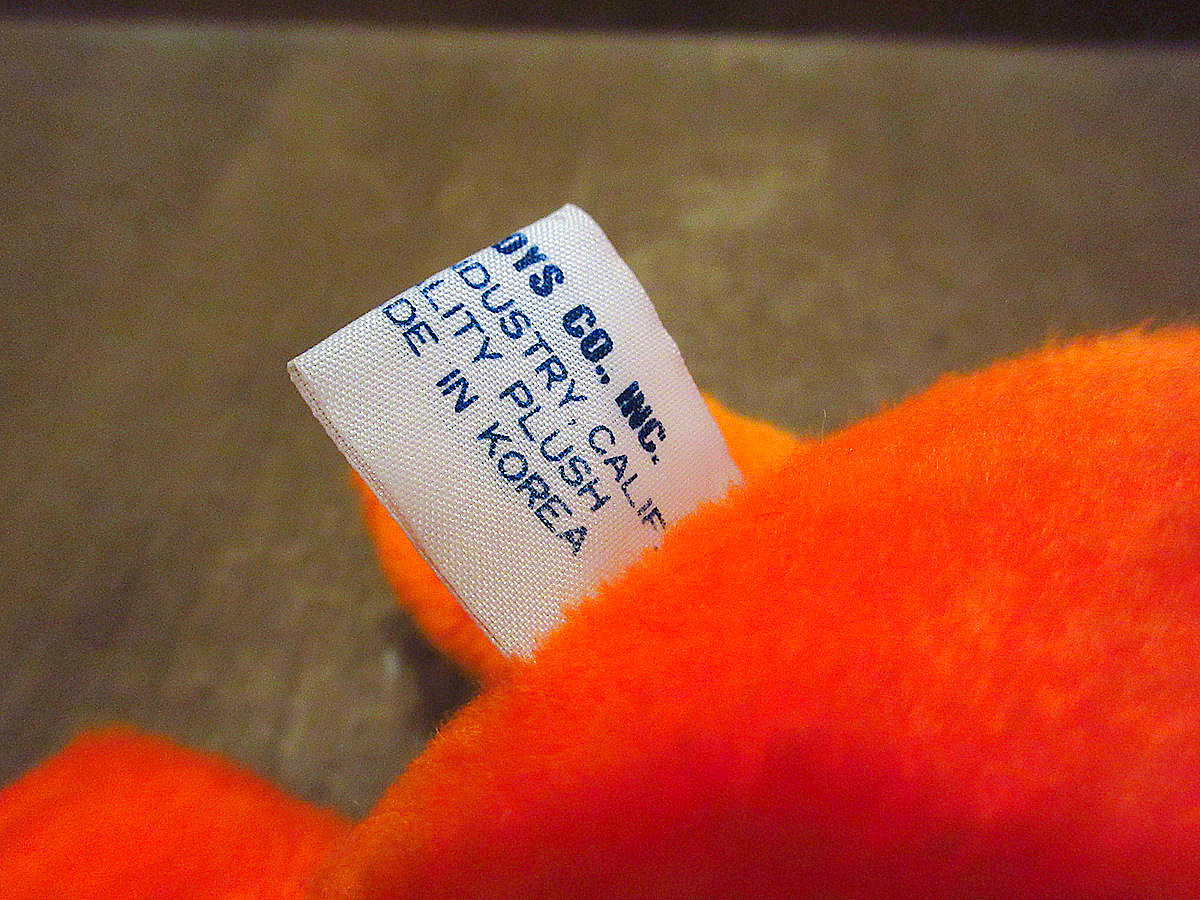 OYS CO., INC.
DUSTRY, CALIF
LITY PLUSH
DE IN KOREA